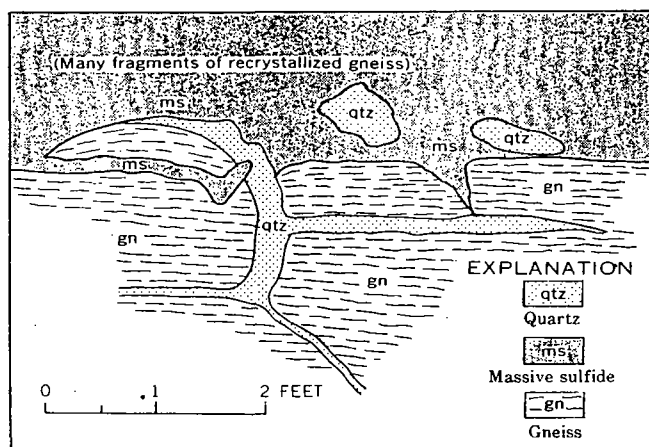 (Many fragments of recrystallized gneiss)
ms
qtz
qtz
ms
ms
gn
qtz
gn
gn
EXPLANATION
qtz
Quartz
ms
Massive sulfide
gn
Gneiss
0 1 2 FEET